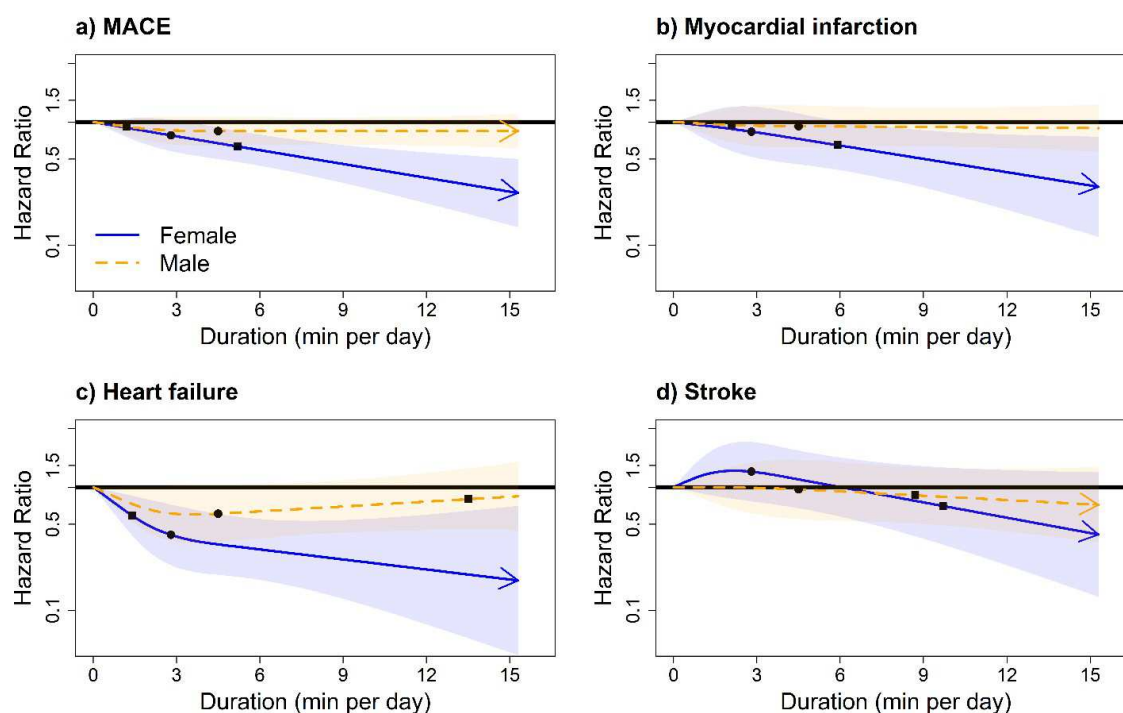 a) MACE
Hazard Ratio
1.5
0.5
0.1
Female
Male
0 3 6 9 12 15
Duration (min per day)
b) Myocardial infarction
Hazard Ratio
1.5
0.5
0.1
0 3 6 9 12 15
Duration (min per day)
c) Heart failure
Hazard Ratio
1.5
0.5
0.1
0 3 6 9 12 15
Duration (min per day)
d) Stroke
Hazard Ratio
1.5
0.5
0.1
0 3 6 9 12 15
Duration (min per day)